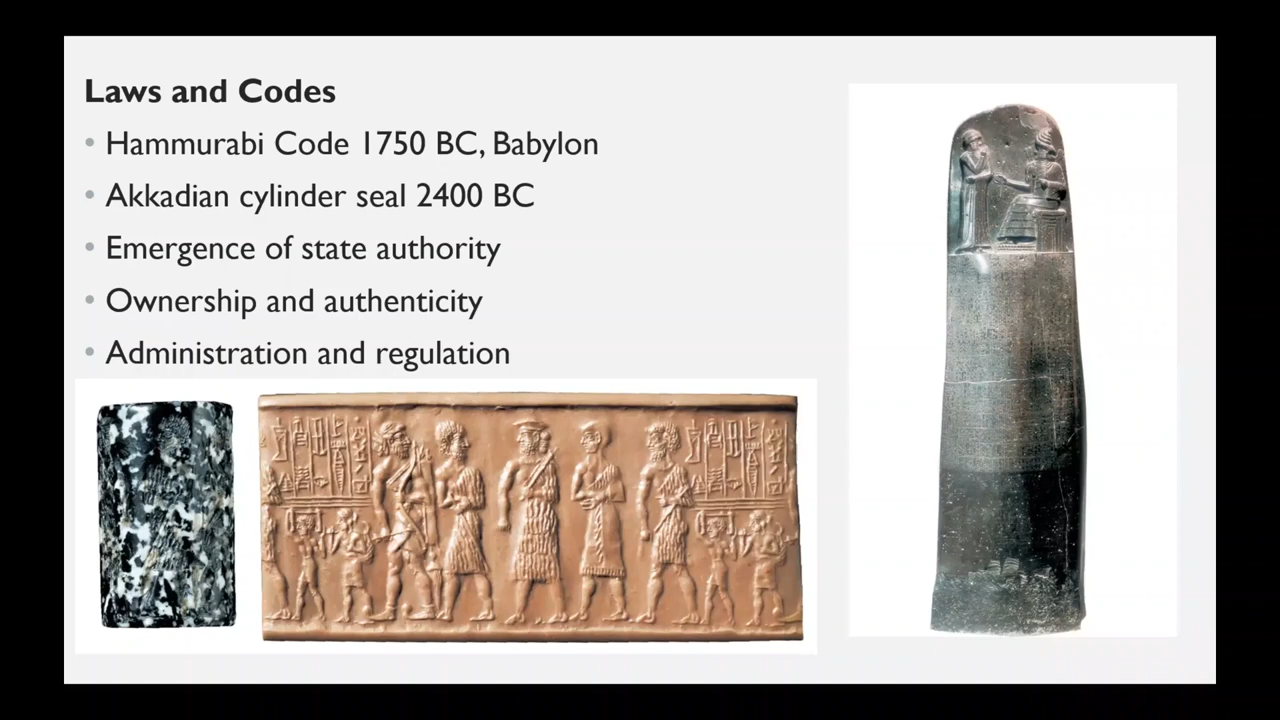 Laws and Codes
• Hammurabi Code 1750 BC, Babylon
• Akkadian cylinder seal 2400 BC
• Emergence of state authority
• Ownership and authenticity
• Administration and regulation